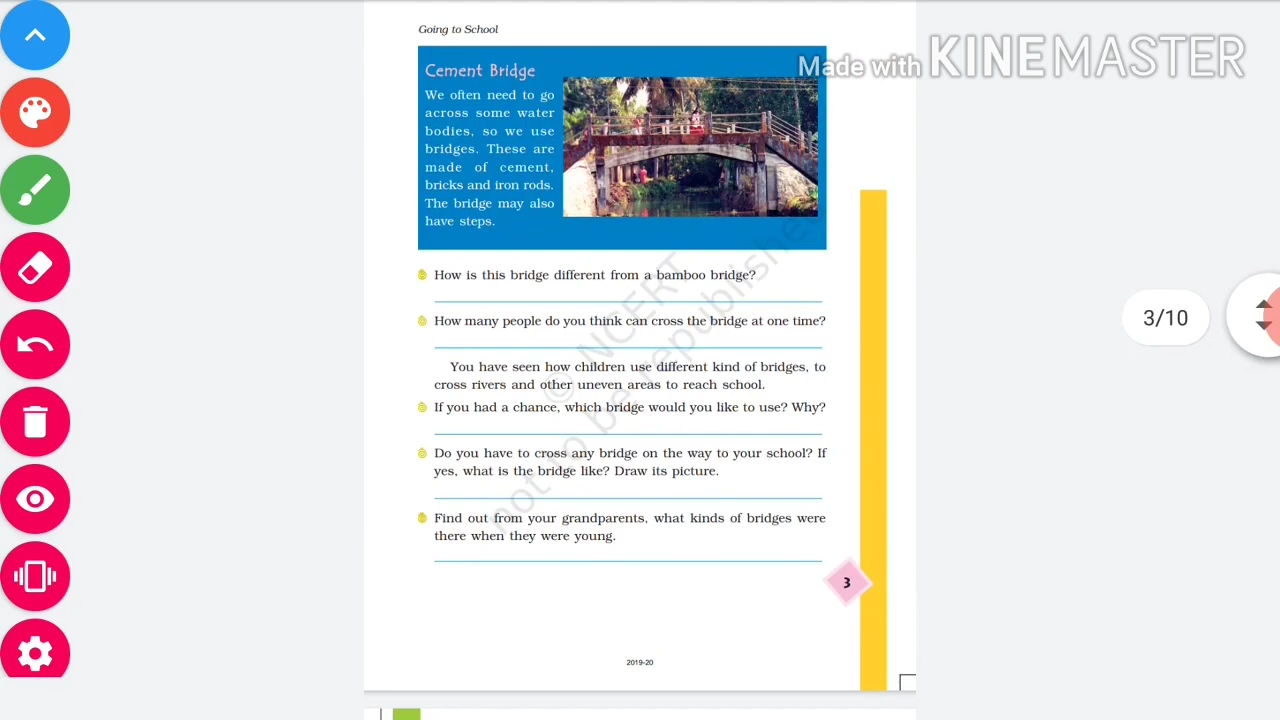 Going to School
Made with KINEMASTER
Cement Bridge
We often need to go
across some water
bodies, so we use
bridges. These are
made of cement,
bricks and iron rods.
The bridge may also
have steps.
How is this bridge different from a bamboo bridge?
How many people do you think can cross the bridge at one time?
You have seen how children use different kind of bridges, to
cross rivers and other uneven areas to reach school.
If you had a chance, which bridge would you like to use? Why?
Do you have to cross any bridge on the way to your school? If
yes, what is the bridge like? Draw its picture.
Find out from your grandparents, what kinds of bridges were
there when they were young.
© NCERT
not to be republished
3/10
3
2019-20